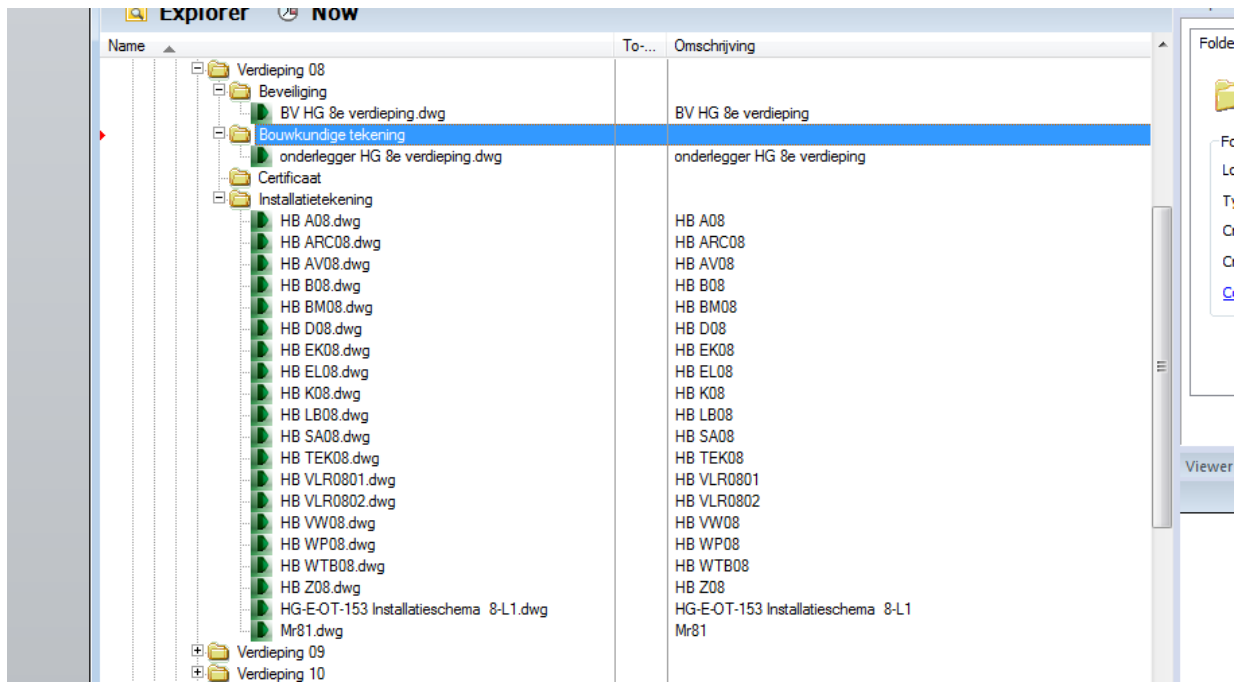 Explorer Now
Name To-... Omschrijving
Verdieping 08
Beveiliging
BV HG 8e verdieping.dwg BV HG 8e verdieping
Bouwkundige tekening
onderlegger HG 8e verdieping.dwg onderlegger HG 8e verdieping
Certificaat
Installatietekening
HB A08.dwg HB A08
HB ARC08.dwg HB ARC08
HB AV08.dwg HB AV08
HB B08.dwg HB B08
HB BM08.dwg HB BM08
HB D08.dwg HB D08
HB EK08.dwg HB EK08
HB EL08.dwg HB EL08
HB K08.dwg HB K08
HB LB08.dwg HB LB08
HB SA08.dwg HB SA08
HB TEK08.dwg HB TEK08
HB VLR0801.dwg HB VLR0801
HB VLR0802.dwg HB VLR0802
HB VW08.dwg HB VW08
HB WP08.dwg HB WP08
HB WTB08.dwg HB WTB08
HB Z08.dwg HB Z08
HG-E-OT-153 Installatieschema 8-L1.dwg HG-E-OT-153 Installatieschema 8-L1
Mr81.dwg Mr81
Verdieping 09
Verdieping 10
Folde
Fo
Lo
Ty
Cr
Cr
Viewer